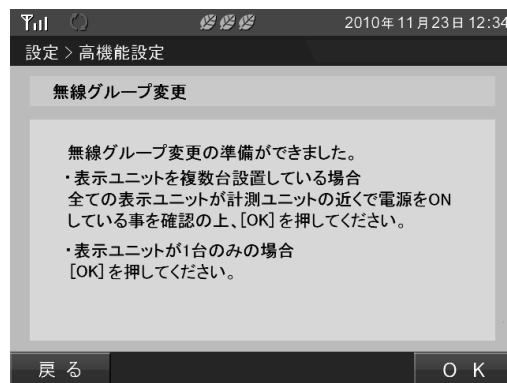 2010年11月23日 12:34
設定 > 高機能設定
無線グループ変更
無線グループ変更の準備ができました。
・表示ユニットを複数台設置している場合
全ての表示ユニットが計測ユニットの近くで電源をON
している事を確認の上、[OK]を押してください。
・表示ユニットが1台のみの場合
[OK]を押してください。
戻る
OK